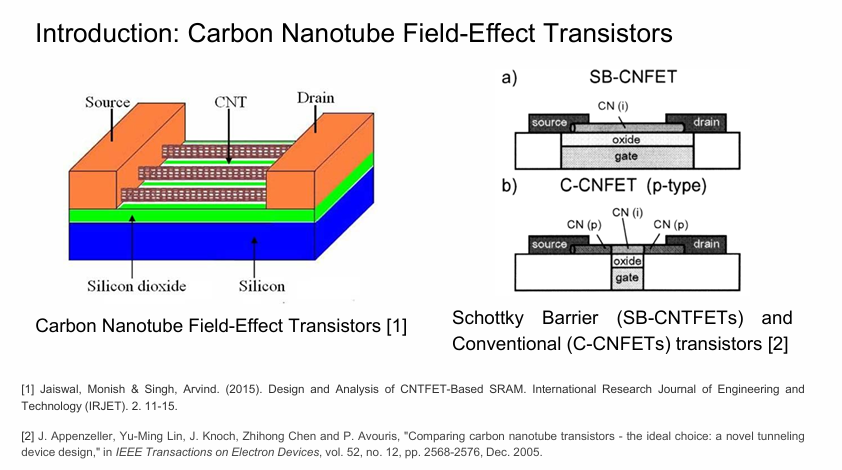 Introduction: Carbon Nanotube Field-Effect Transistors
Source
CNT
Drain
Silicon dioxide
Silicon
Carbon Nanotube Field-Effect Transistors [1]
a)
SB-CNFET
CN (i)
source
drain
oxide
gate
b)
C-CNFET (p-type)
CN (i)
CN (p)
CN (p)
source
drain
oxide
gate
Schottky Barrier (SB-CNTFETs) and
Conventional (C-CNFETs) transistors [2]
[1] Jaiswal, Monish & Singh, Arvind. (2015). Design and Analysis of CNTFET-Based SRAM. International Research Journal of Engineering and
Technology (IRJET). 2. 11-15.
[2] J. Appenzeller, Yu-Ming Lin, J. Knoch, Zhihong Chen and P. Avouris, "Comparing carbon nanotube transistors - the ideal choice: a novel tunneling
device design," in IEEE Transactions on Electron Devices, vol. 52, no. 12, pp. 2568-2576, Dec. 2005.